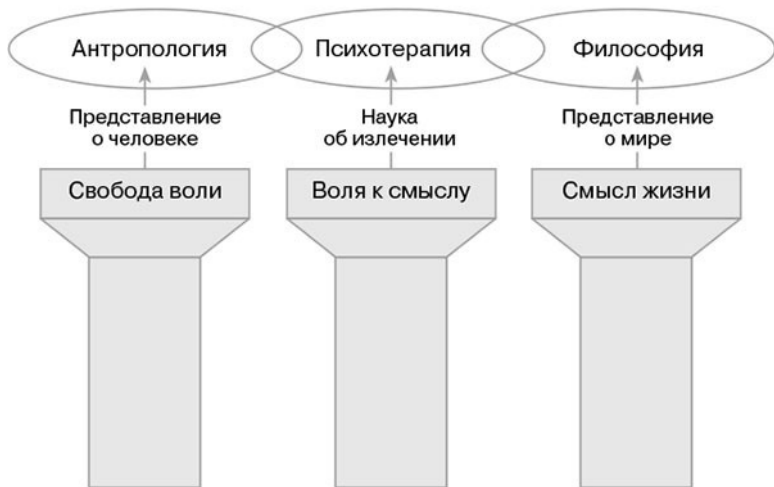 Антропология
Психотерапия
Философия
Представление
о человеке
Наука
об излечении
Представление
о мире
Свобода воли
Воля к смыслу
Смысл жизни